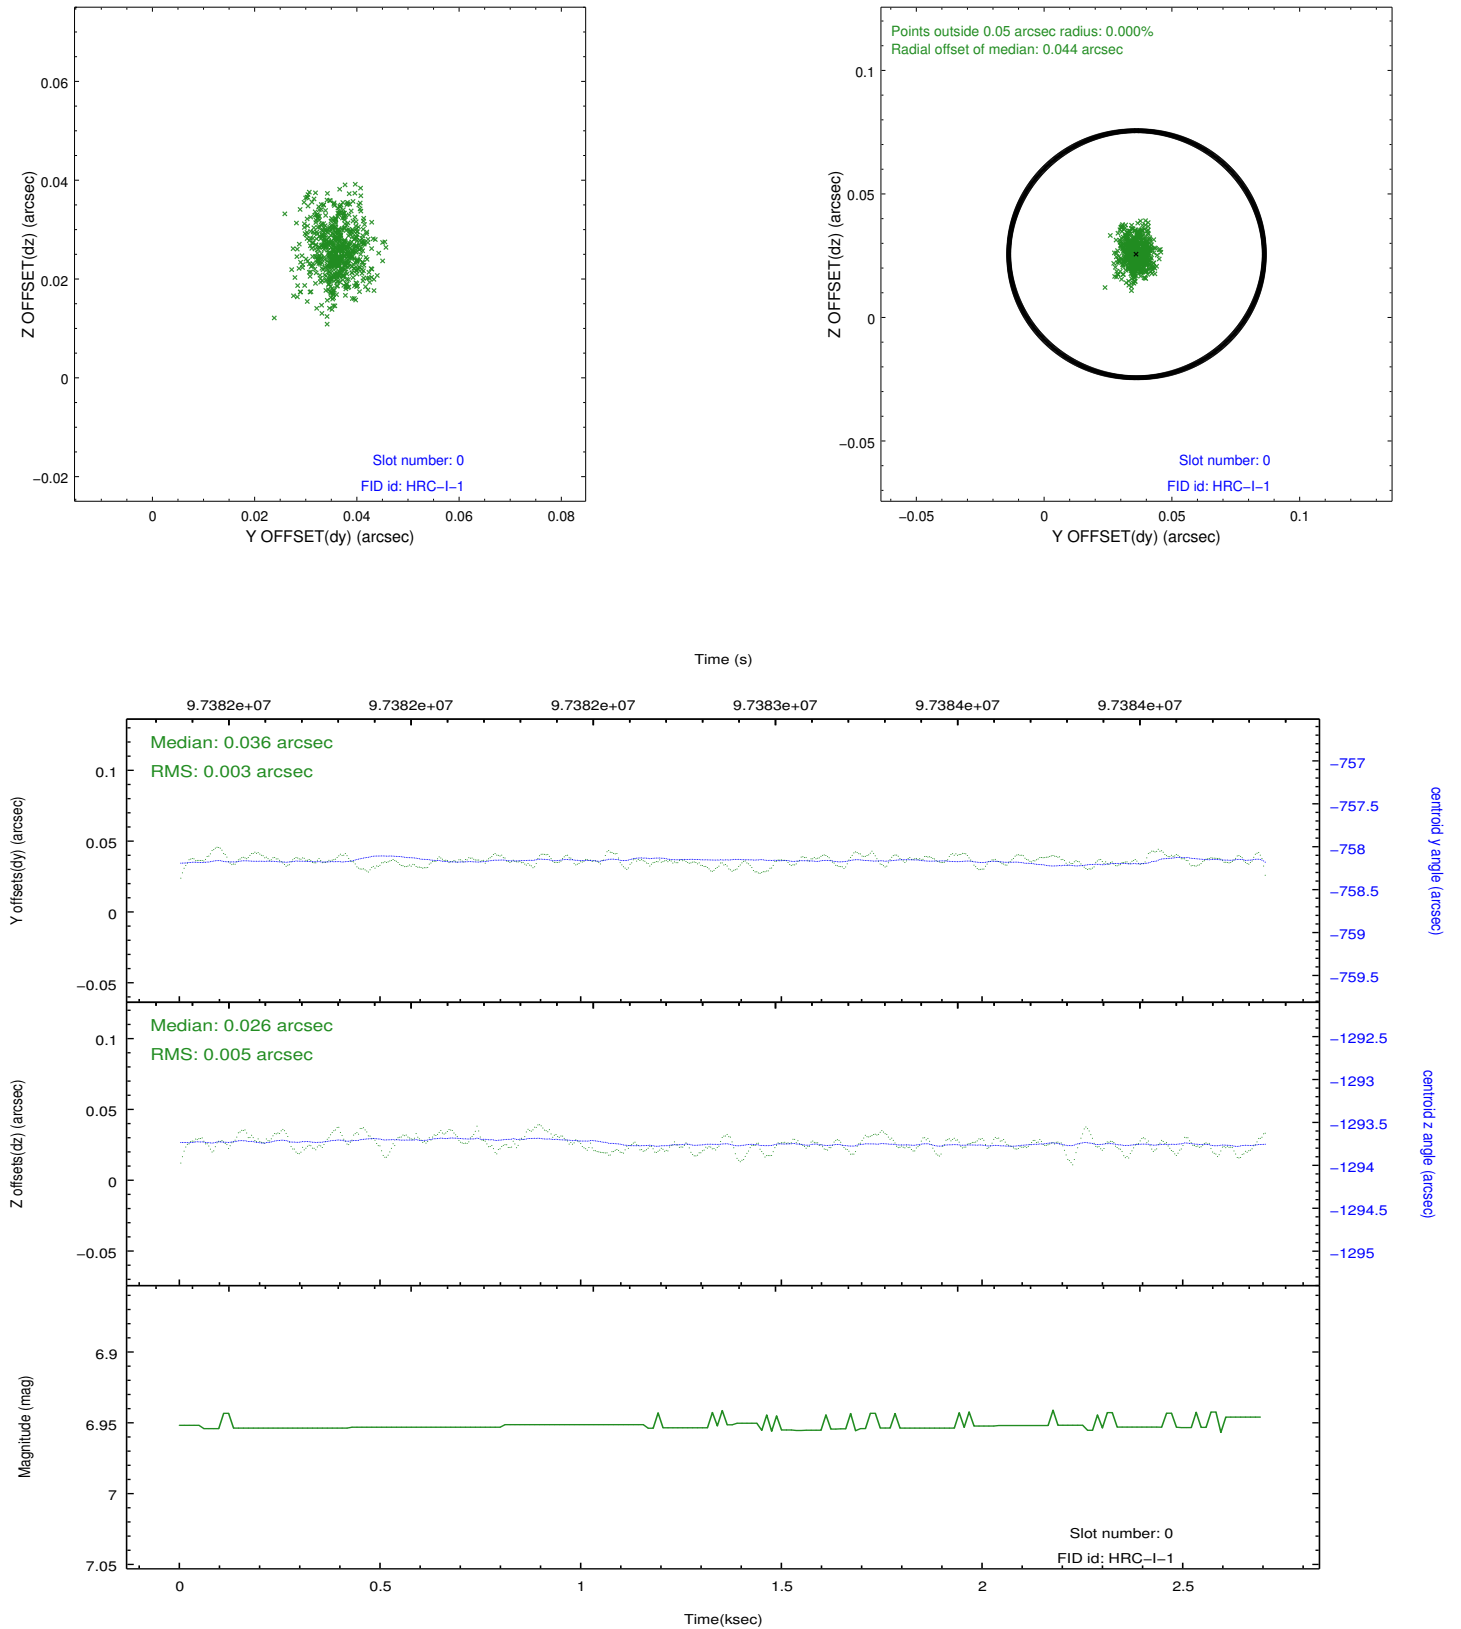 0.06
0.04
0.02
0
−0.02
Z OFFSET(dz) (arcsec)
Slot number: 0
FID id: HRC−I−1
0 0.02 0.04 0.06 0.08
Y OFFSET(dy) (arcsec)
Points outside 0.05 arcsec radius: 0.000%
Radial offset of median: 0.044 arcsec
0.1
0.05
0
−0.05
Z OFFSET(dz) (arcsec)
Slot number: 0
FID id: HRC−I−1
−0.05 0 0.05 0.1
Y OFFSET(dy) (arcsec)
Time (s)
9.7382e+07 9.7382e+07 9.7382e+07 9.7383e+07 9.7384e+07 9.7384e+07
Median: 0.036 arcsec
RMS: 0.003 arcsec
0.1
0.05
0
−0.05
Y offsets(dy) (arcsec)
−757
−757.5
−758
−758.5
−759
−759.5
centroid y angle (arcsec)
Median: 0.026 arcsec
RMS: 0.005 arcsec
0.1
0.05
0
−0.05
Z offsets(dz) (arcsec)
−1292.5
−1293
−1293.5
−1294
−1294.5
−1295
centroid z angle (arcsec)
6.9
6.95
7
7.05
Magnitude (mag)
Slot number: 0
FID id: HRC−I−1
0 0.5 1 1.5 2 2.5
Time(ksec)